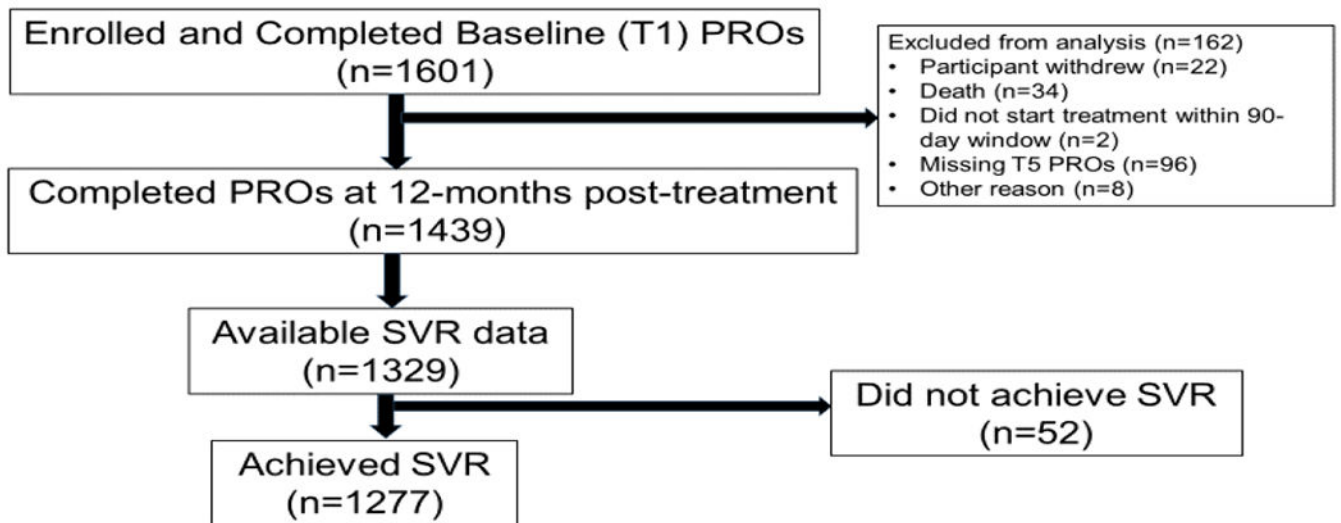 Enrolled and Completed Baseline (T1) PROs
(n=1601)
Excluded from analysis (n=162)
• Participant withdrew (n=22)
• Death (n=34)
• Did not start treatment within 90-
day window (n=2)
• Missing T5 PROs (n=96)
• Other reason (n=8)
Completed PROs at 12-months post-treatment
(n=1439)
Available SVR data
(n=1329)
Did not achieve SVR
(n=52)
Achieved SVR
(n=1277)